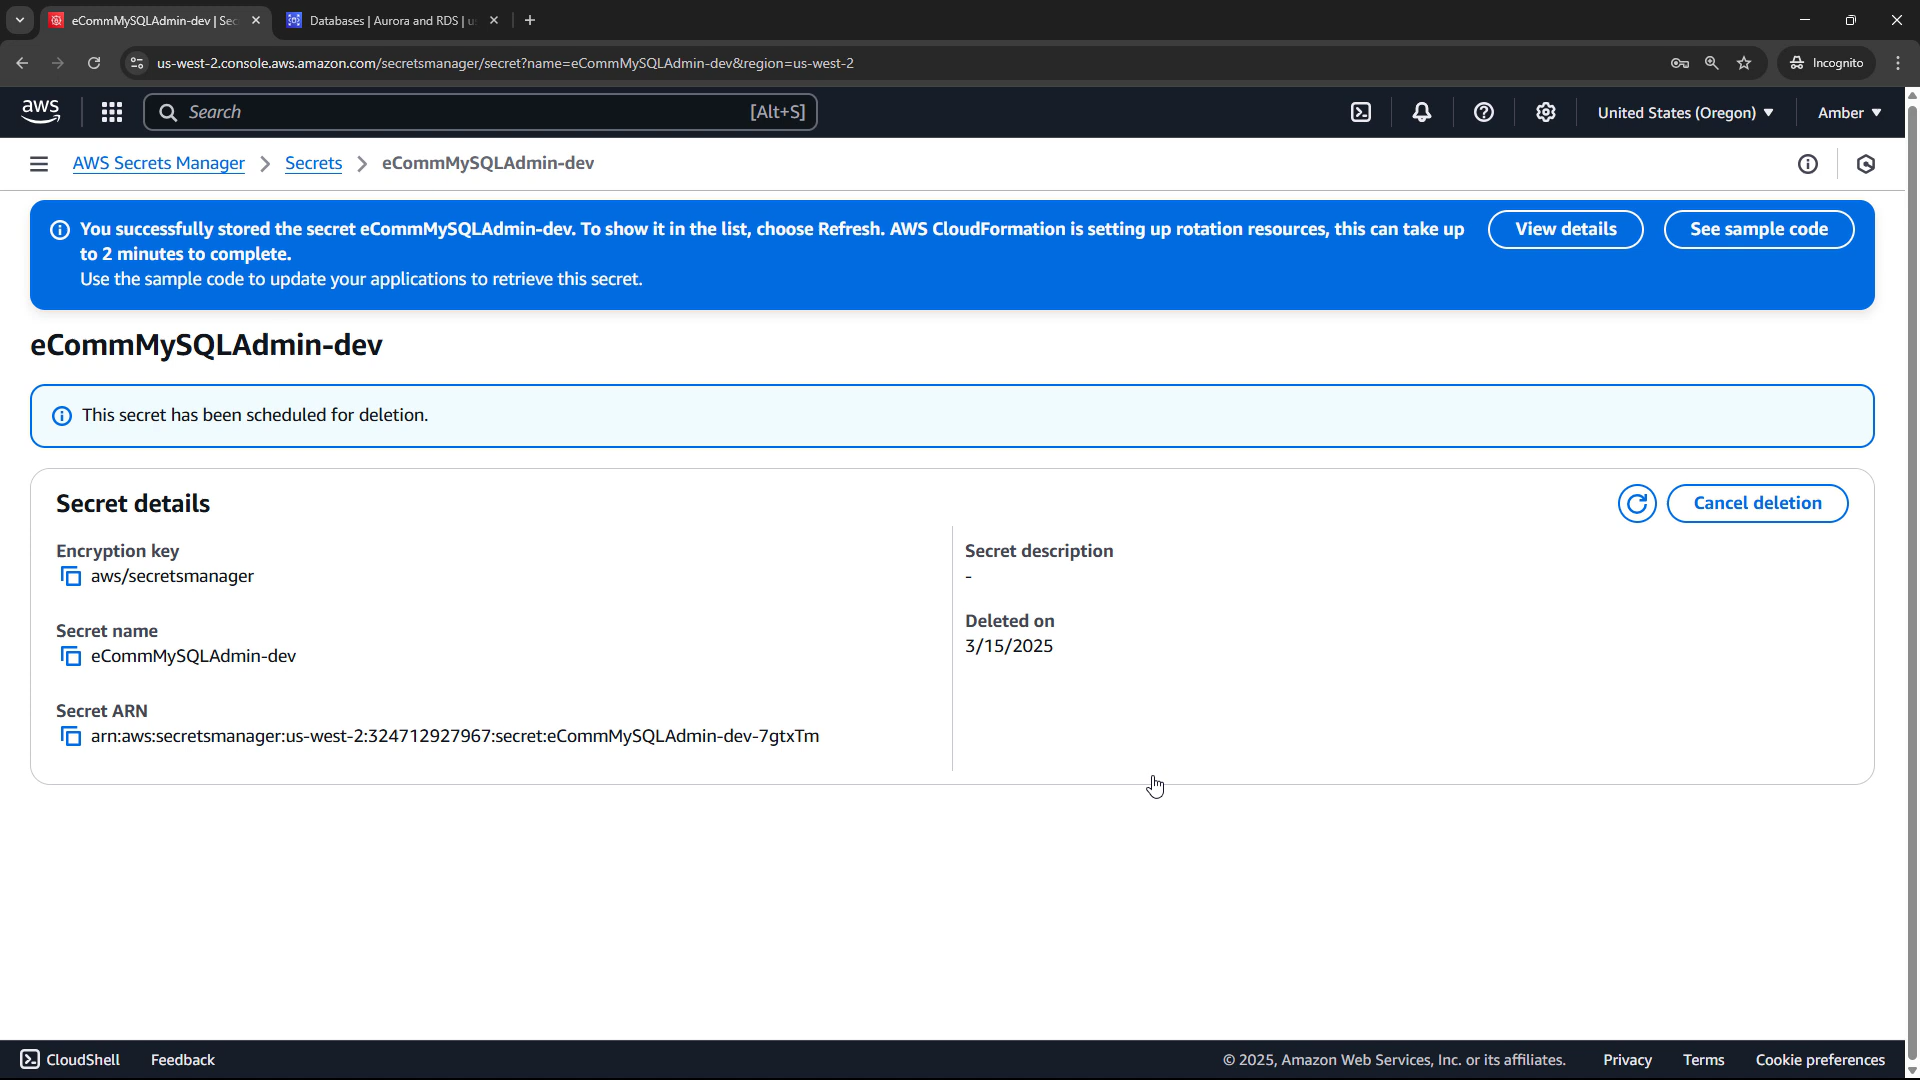 eCommMySQLAdmin-dev | Sec
Databases | Aurora and RDS | u
us-west-2.console.aws.amazon.com/secretsmanager/secret?name=eCommMySQLAdmin-dev&region=us-west-2
Incognito
aws
Search
[Alt+S]
United States (Oregon)
Amber
AWS Secrets Manager
Secrets
eCommMySQLAdmin-dev
You successfully stored the secret eCommMySQLAdmin-dev. To show it in the list, choose Refresh. AWS CloudFormation is setting up rotation resources, this can take up
to 2 minutes to complete.
Use the sample code to update your applications to retrieve this secret.
View details
See sample code
eCommMySQLAdmin-dev
This secret has been scheduled for deletion.
Secret details
Cancel deletion
Encryption key
aws/secretsmanager
Secret name
eCommMySQLAdmin-dev
Secret ARN
arn:aws:secretsmanager:us-west-2:324712927967:secret:eCommMySQLAdmin-dev-7gtxTm
Secret description
-
Deleted on
3/15/2025
CloudShell
Feedback
© 2025, Amazon Web Services, Inc. or its affiliates.
Privacy
Terms
Cookie preferences